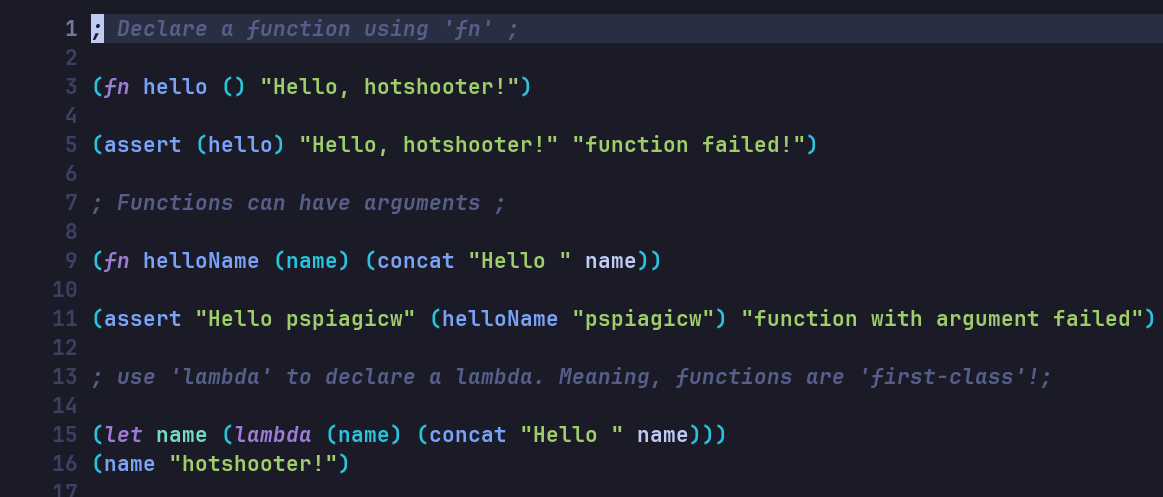 1 ; Declare a function using 'fn' ;
2
3 (fn hello () "Hello, hotshooter!")
4
5 (assert (hello) "Hello, hotshooter!" "function failed!")
6
7 ; Functions can have arguments ;
8
9 (fn helloName (name) (concat "Hello " name))
10
11 (assert "Hello pspiagicw" (helloName "pspiagicw") "function with argument failed")
12
13 ; use 'lambda' to declare a lambda. Meaning, functions are 'first-class'!;
14
15 (let name (lambda (name) (concat "Hello " name)))
16 (name "hotshooter!")
17